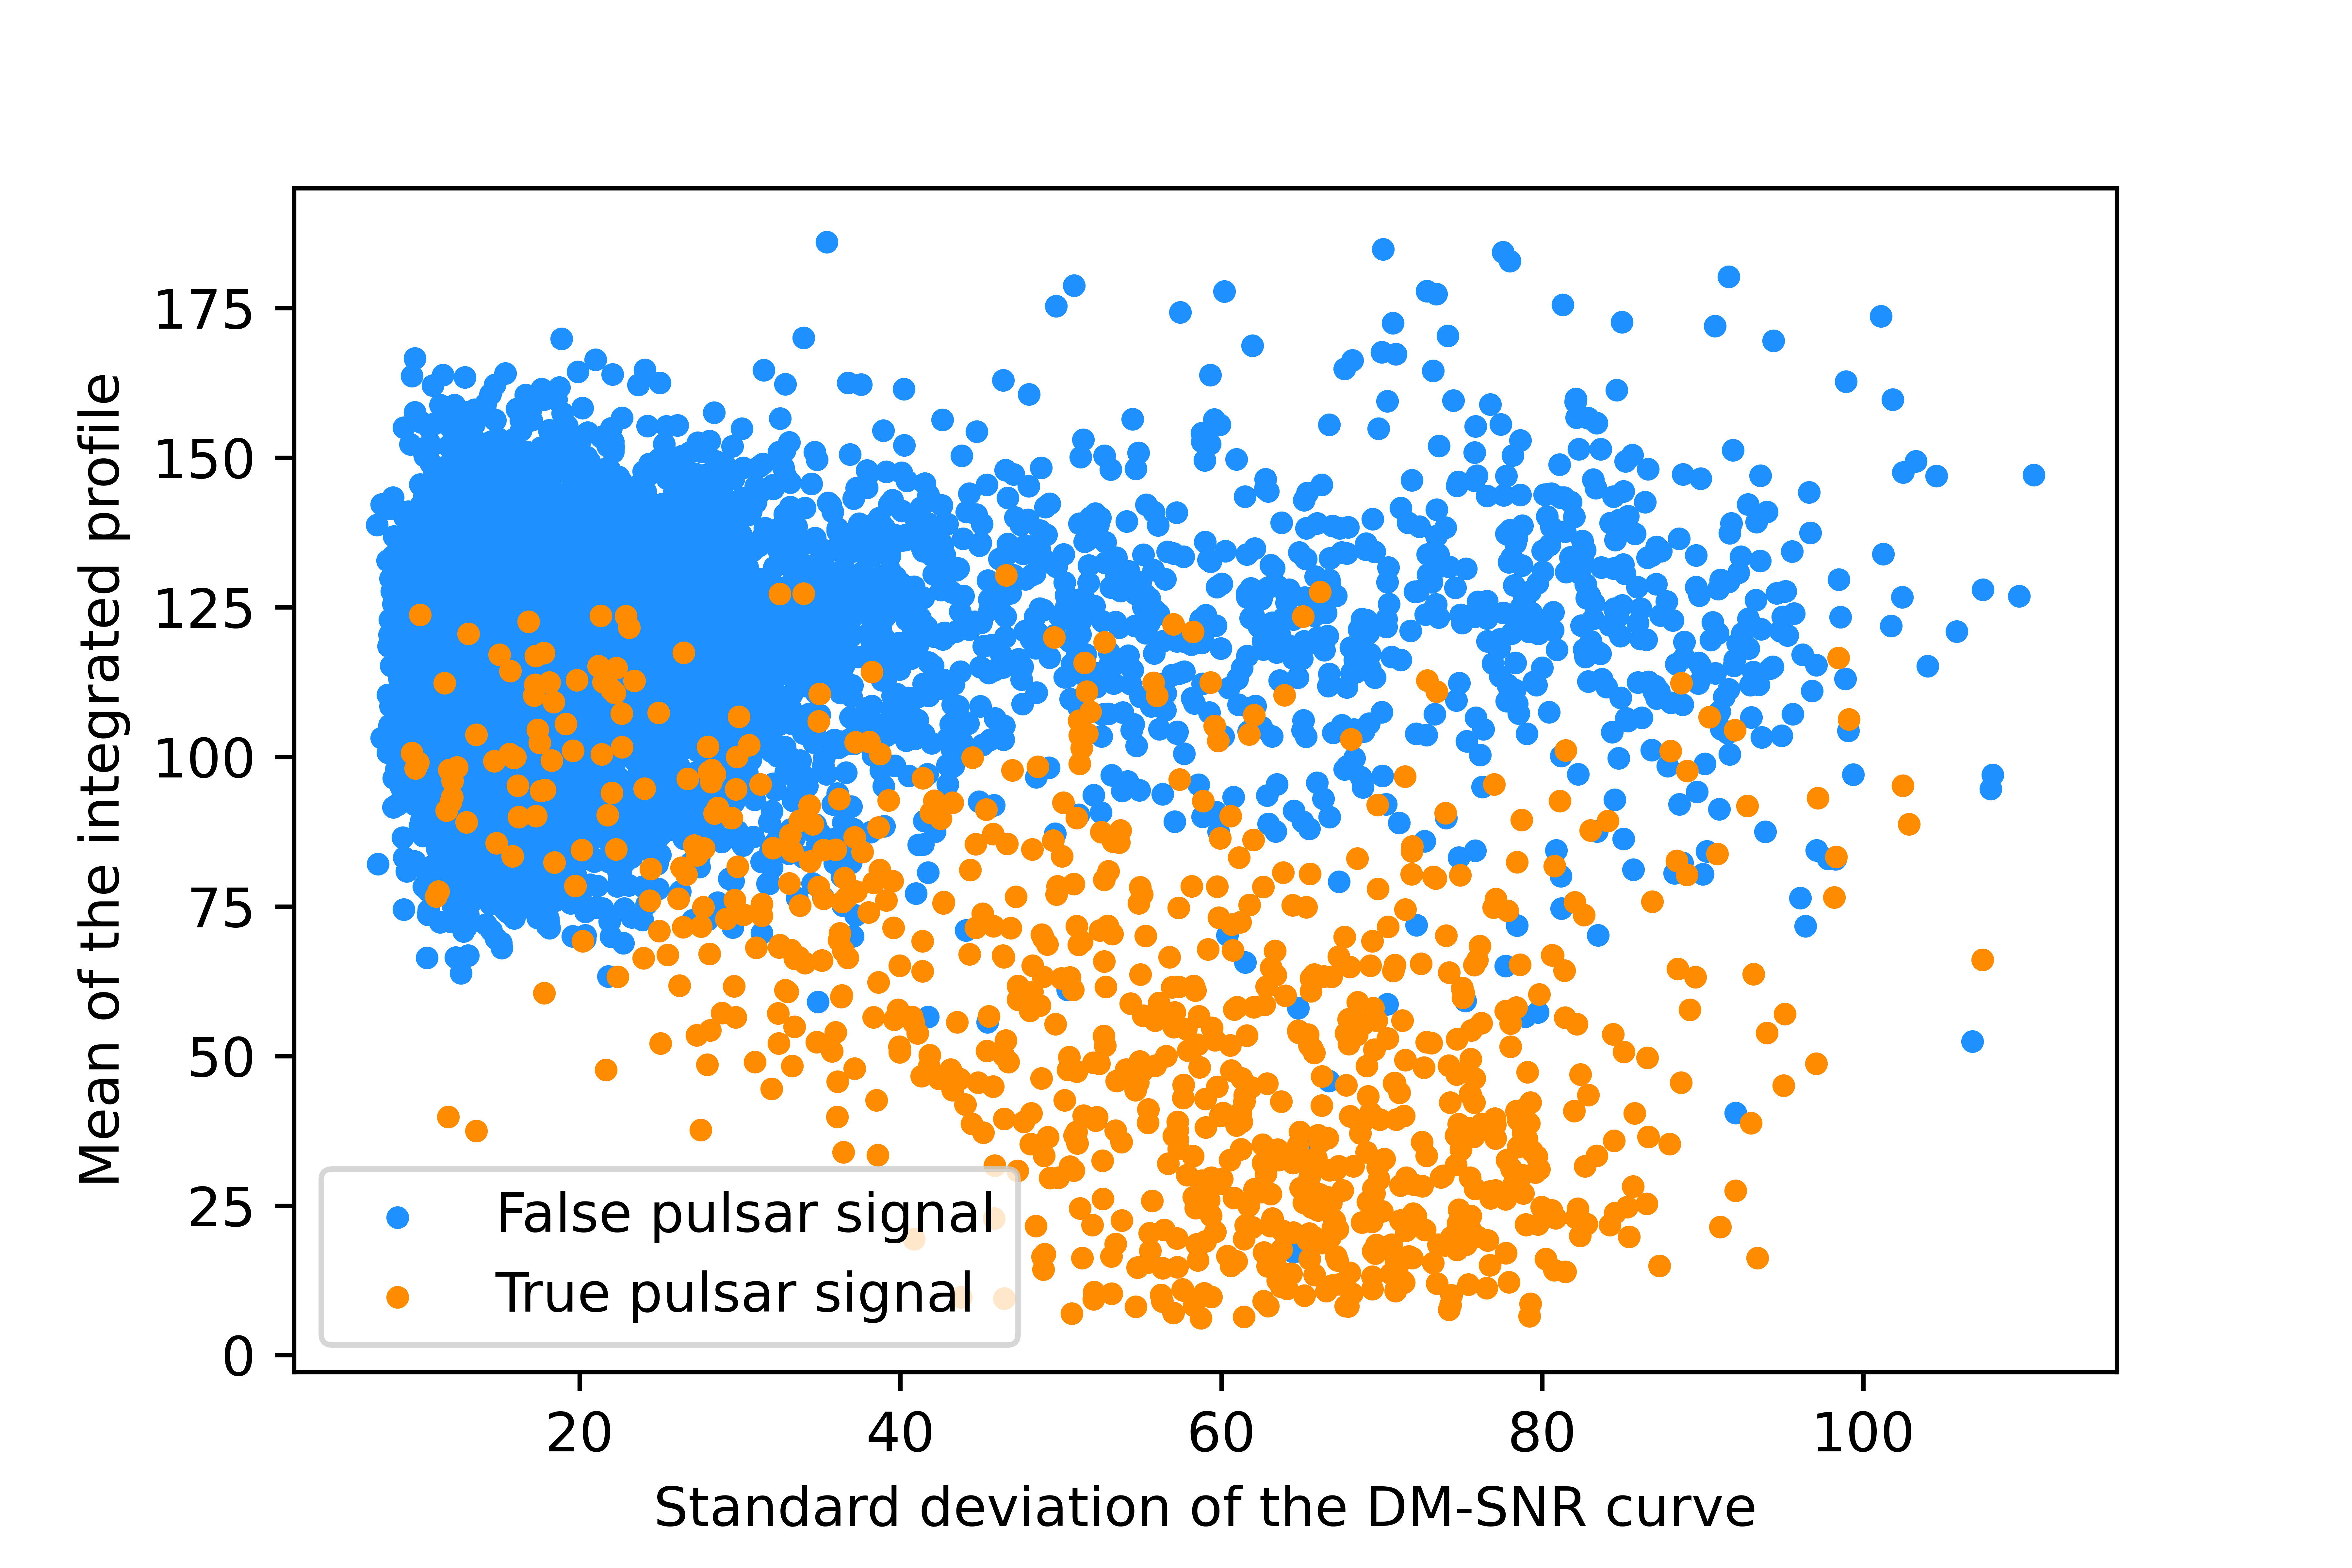 175
150
125
100
75
50
25
0
Mean of the integrated profile
False pulsar signal
True pulsar signal
20 40 60 80 100
Standard deviation of the DM-SNR curve